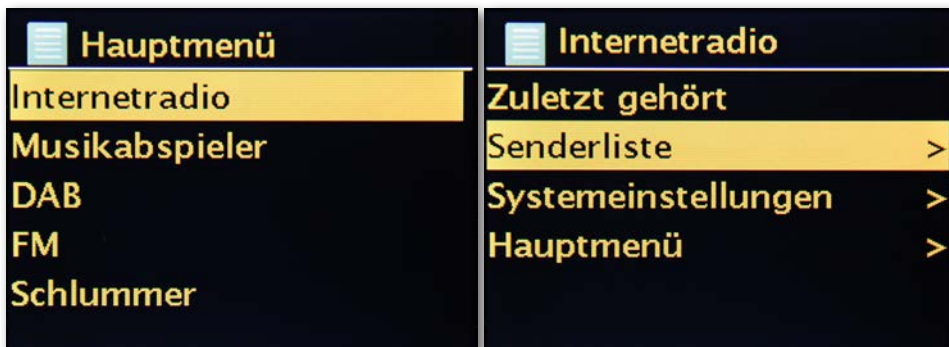 Hauptmenü
Internetradio
Musikabspieler
DAB
FM
Schlummer
Internetradio
Zuletzt gehört
Senderliste >
Systemeinstellungen >
Hauptmenü >